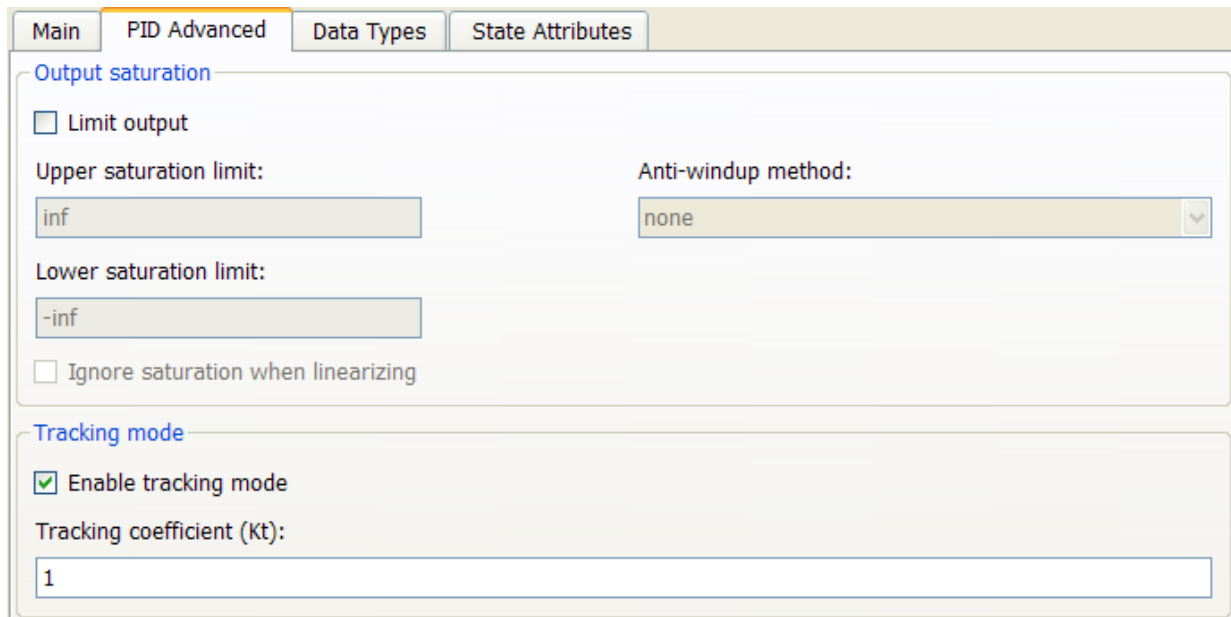 Main PID Advanced Data Types State Attributes
Output saturation
Limit output
Upper saturation limit: Anti-windup method:
inf none
Lower saturation limit:
-inf
Ignore saturation when linearizing
Tracking mode
Enable tracking mode
Tracking coefficient (Kt):
1